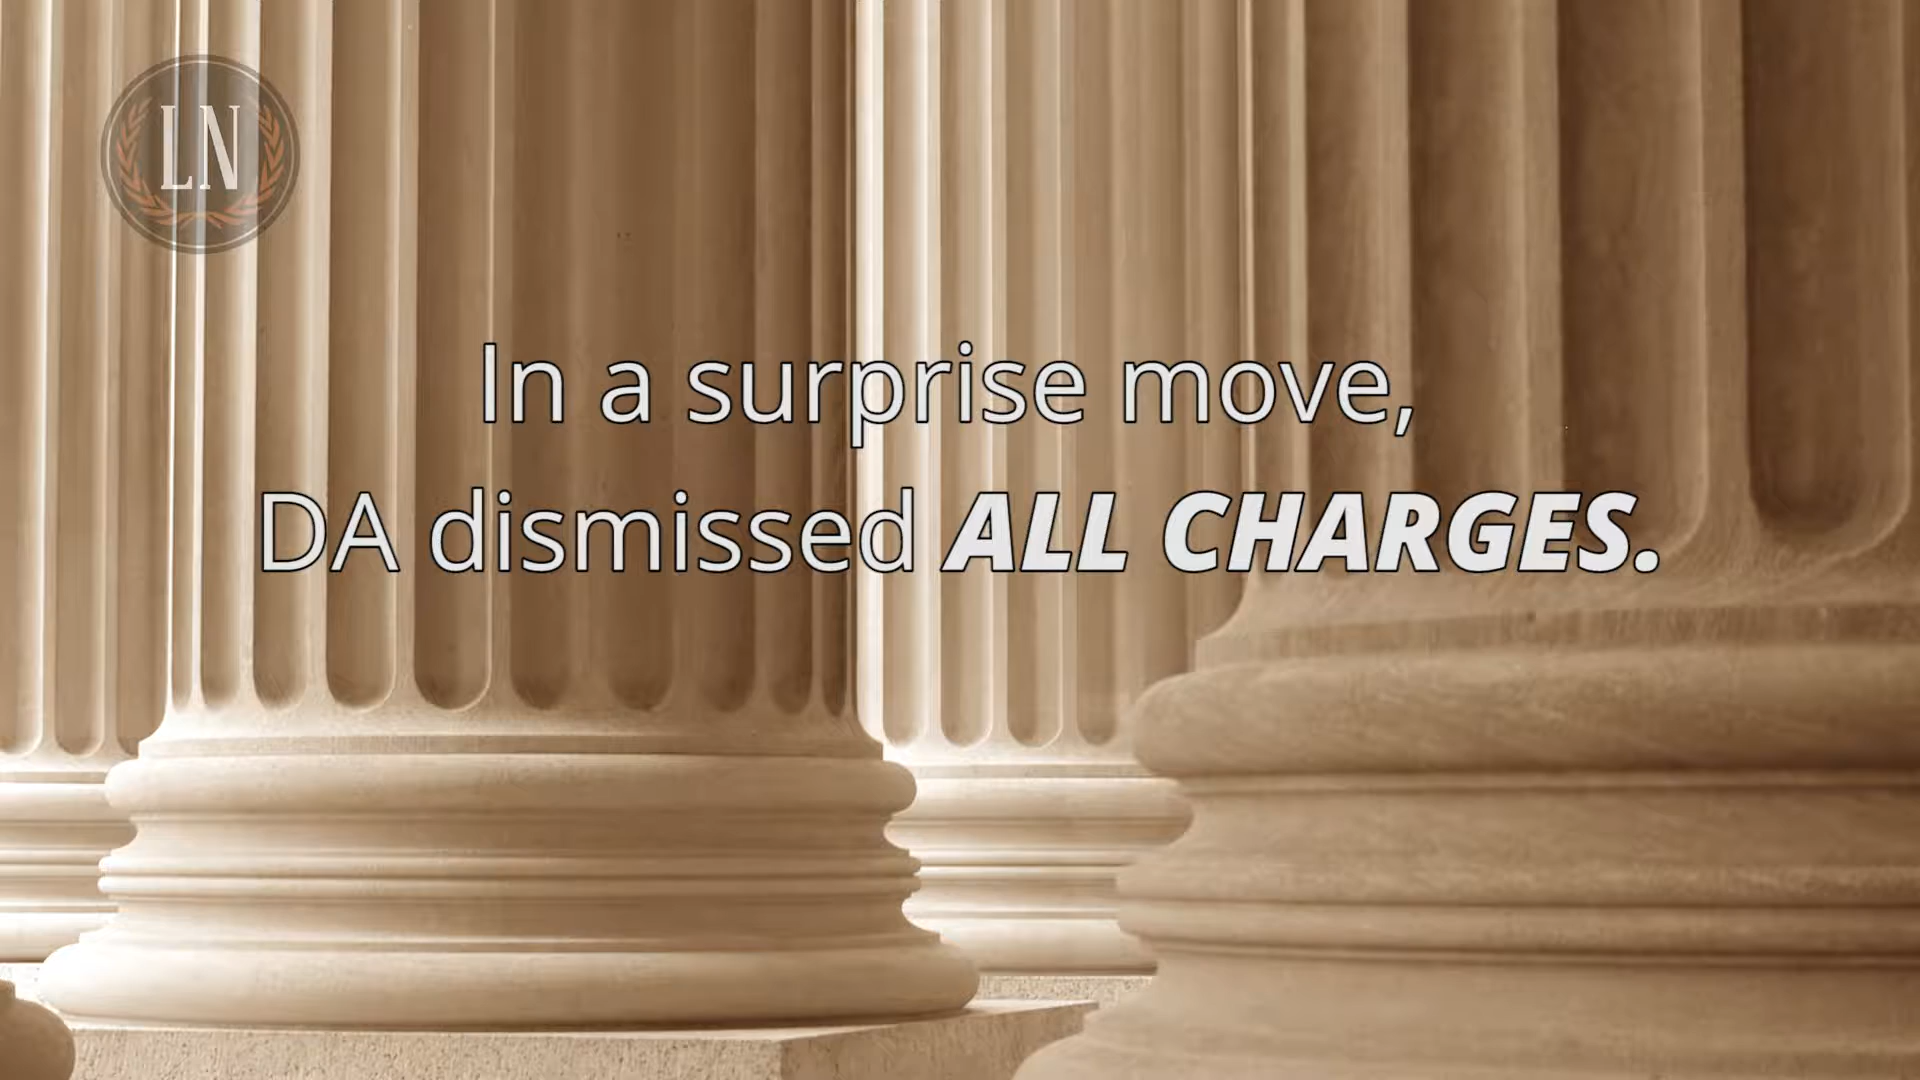 LN
In a surprise move,
DA dismissed ALL CHARGES.